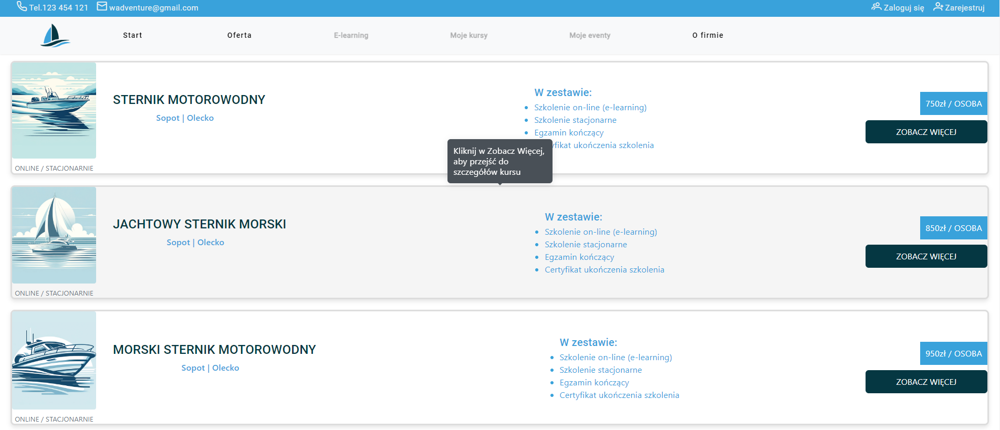 Tel.123 454 121 wadventure@gmail.com Zaloguj się Zarejestruj
Start Oferta E-learning Moje kursy Moje eventy O firmie
STERNIK MOTOROWODNY
Sopot | Olecko
ONLINE / STACJONARNIE
W zestawie:
Szkolenie on-line (e-learning)
Szkolenie stacjonarne
Egzamin kończący
yfikat ukończenia szkolenia
750zł / OSOBA
ZOBACZ WIĘCEJ
Kliknij w Zobacz Więcej,
aby przejść do
szczegółów kursu
JACHTOWY STERNIK MORSKI
Sopot | Olecko
ONLINE / STACJONARNIE
W zestawie:
Szkolenie on-line (e-learning)
Szkolenie stacjonarne
Egzamin kończący
Certyfikat ukończenia szkolenia
850zł / OSOBA
ZOBACZ WIĘCEJ
MORSKI STERNIK MOTOROWODNY
Sopot | Olecko
ONLINE / STACJONARNIE
W zestawie:
Szkolenie on-line (e-learning)
Szkolenie stacjonarne
Egzamin kończący
Certyfikat ukończenia szkolenia
950zł / OSOBA
ZOBACZ WIĘCEJ